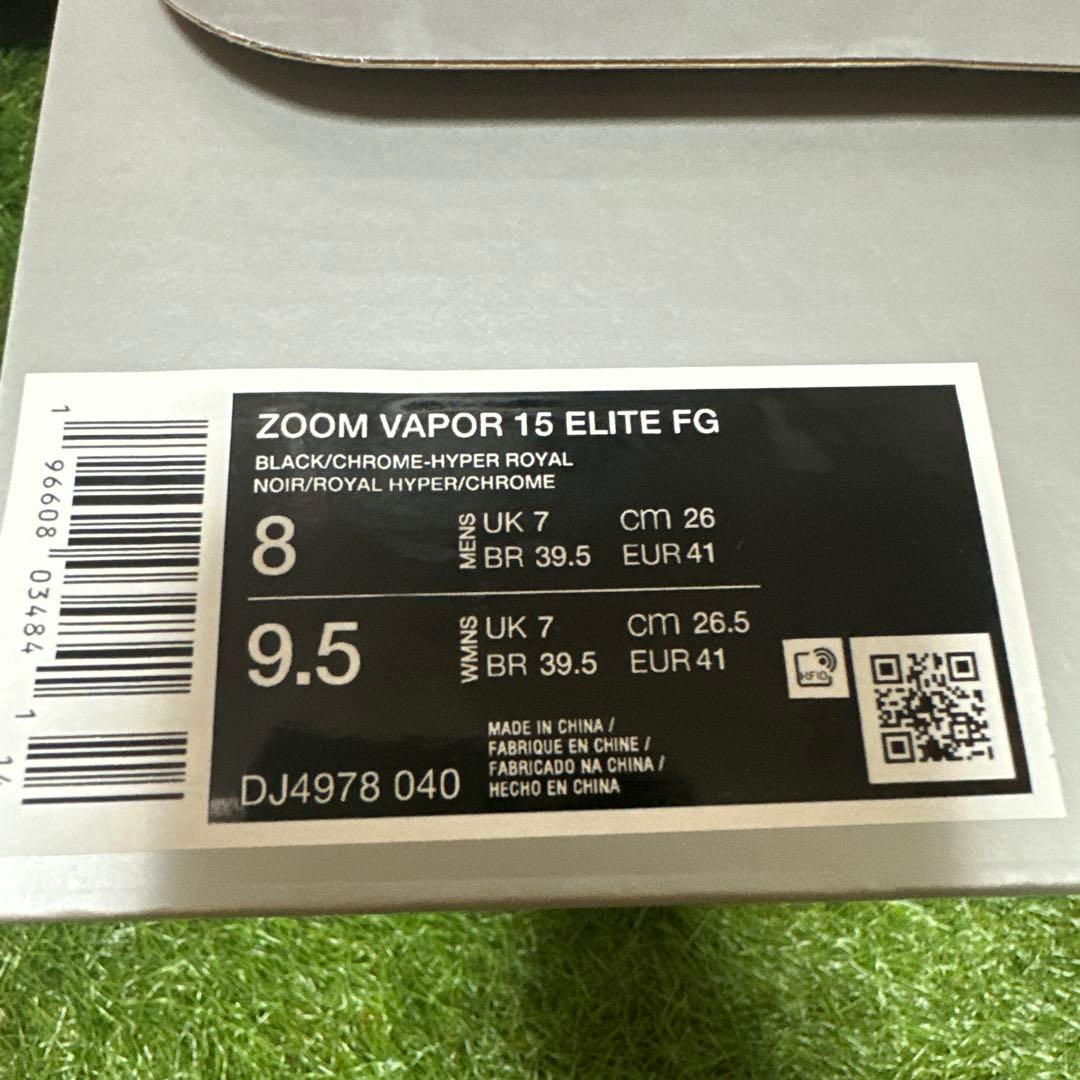 ZOOM VAPOR 15 ELITE FG
BLACK/CHROME-HYPER ROYAL
NOIR/ROYAL HYPER/CHROME
8
MENS
UK 7 cm 26
BR 39.5 EUR 41
9.5
WMNS
UK 7 cm 26.5
BR 39.5 EUR 41
RFID
MADE IN CHINA /
FABRIQUE EN CHINE /
FABRICADO NA CHINA /
HECHO EN CHINA
DJ4978 040
1 96608 03484 1